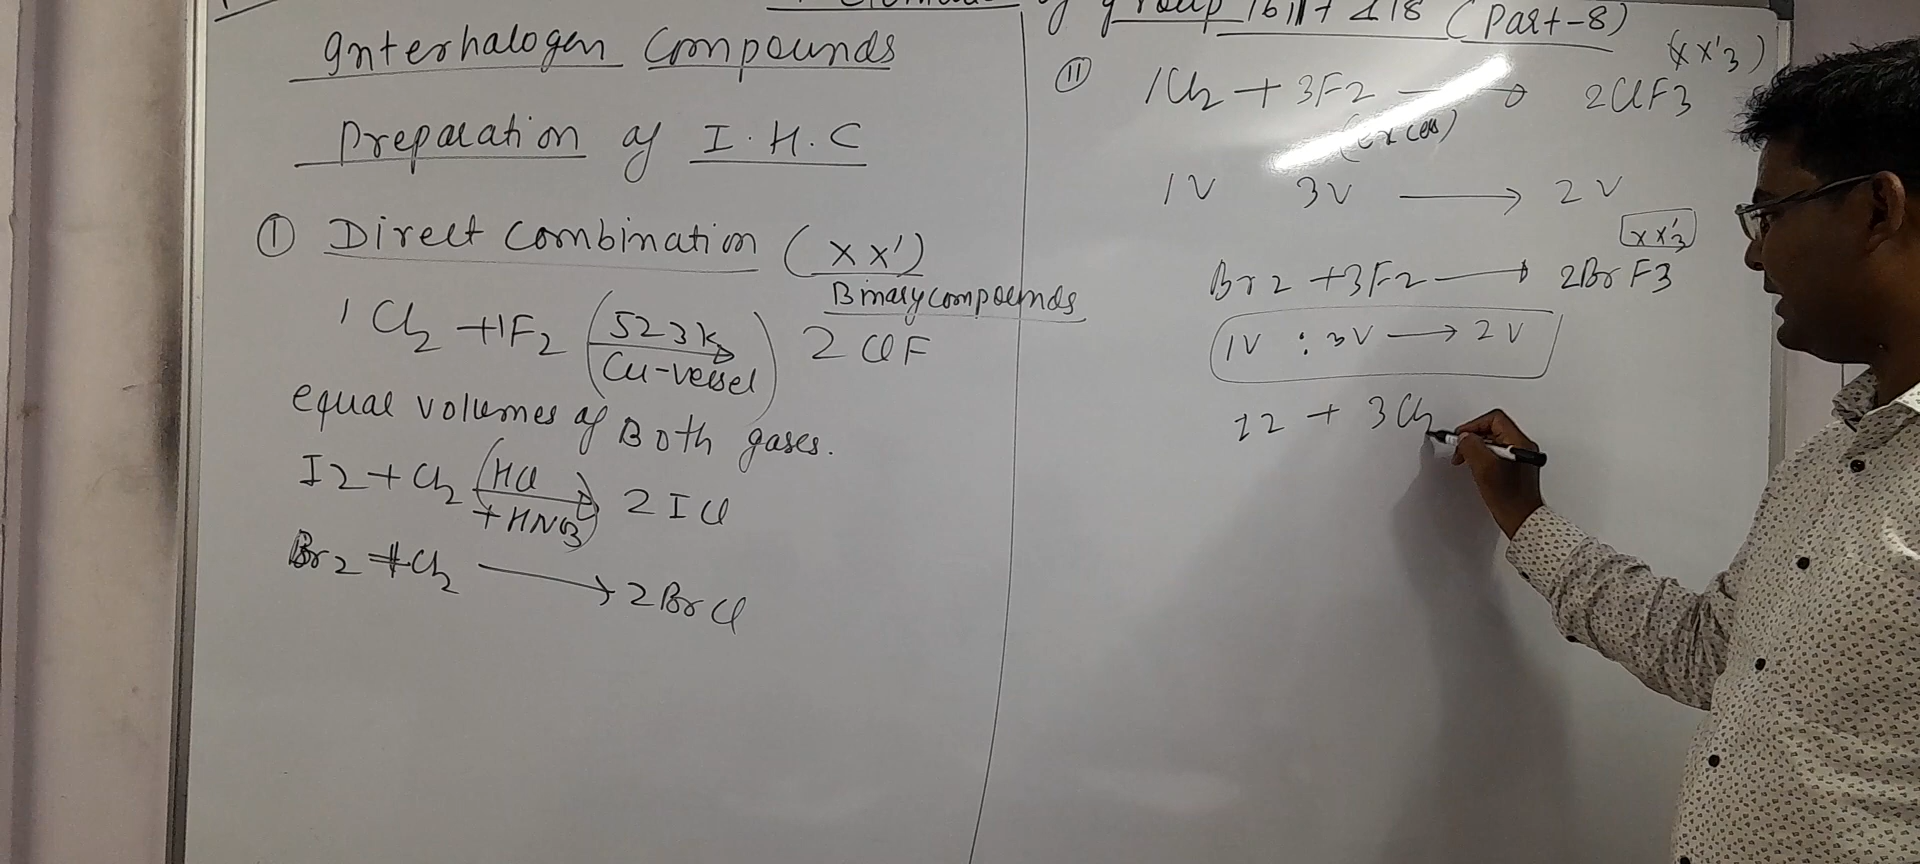 of group 16, 17 & 18 (Part-8)
Interhalogen Compounds
Preparation of I.H.C
① Direct combination (XX')
Binary compounds
1Cl2 + 1F2 (523k Cu-vessel) 2ClF
equal volumes of Both gases.
I2 + Cl2 (HCl + HNO3) → 2ICl
Br2 + Cl2 → 2BrCl
(XX'3)
② 1Cl2 + 3F2 → 2ClF3
(excess)
1V 3V → 2V
XX'3
Br2 + 3F2 → 2BrF3
1V : 3V → 2V
I2 + 3Cl2